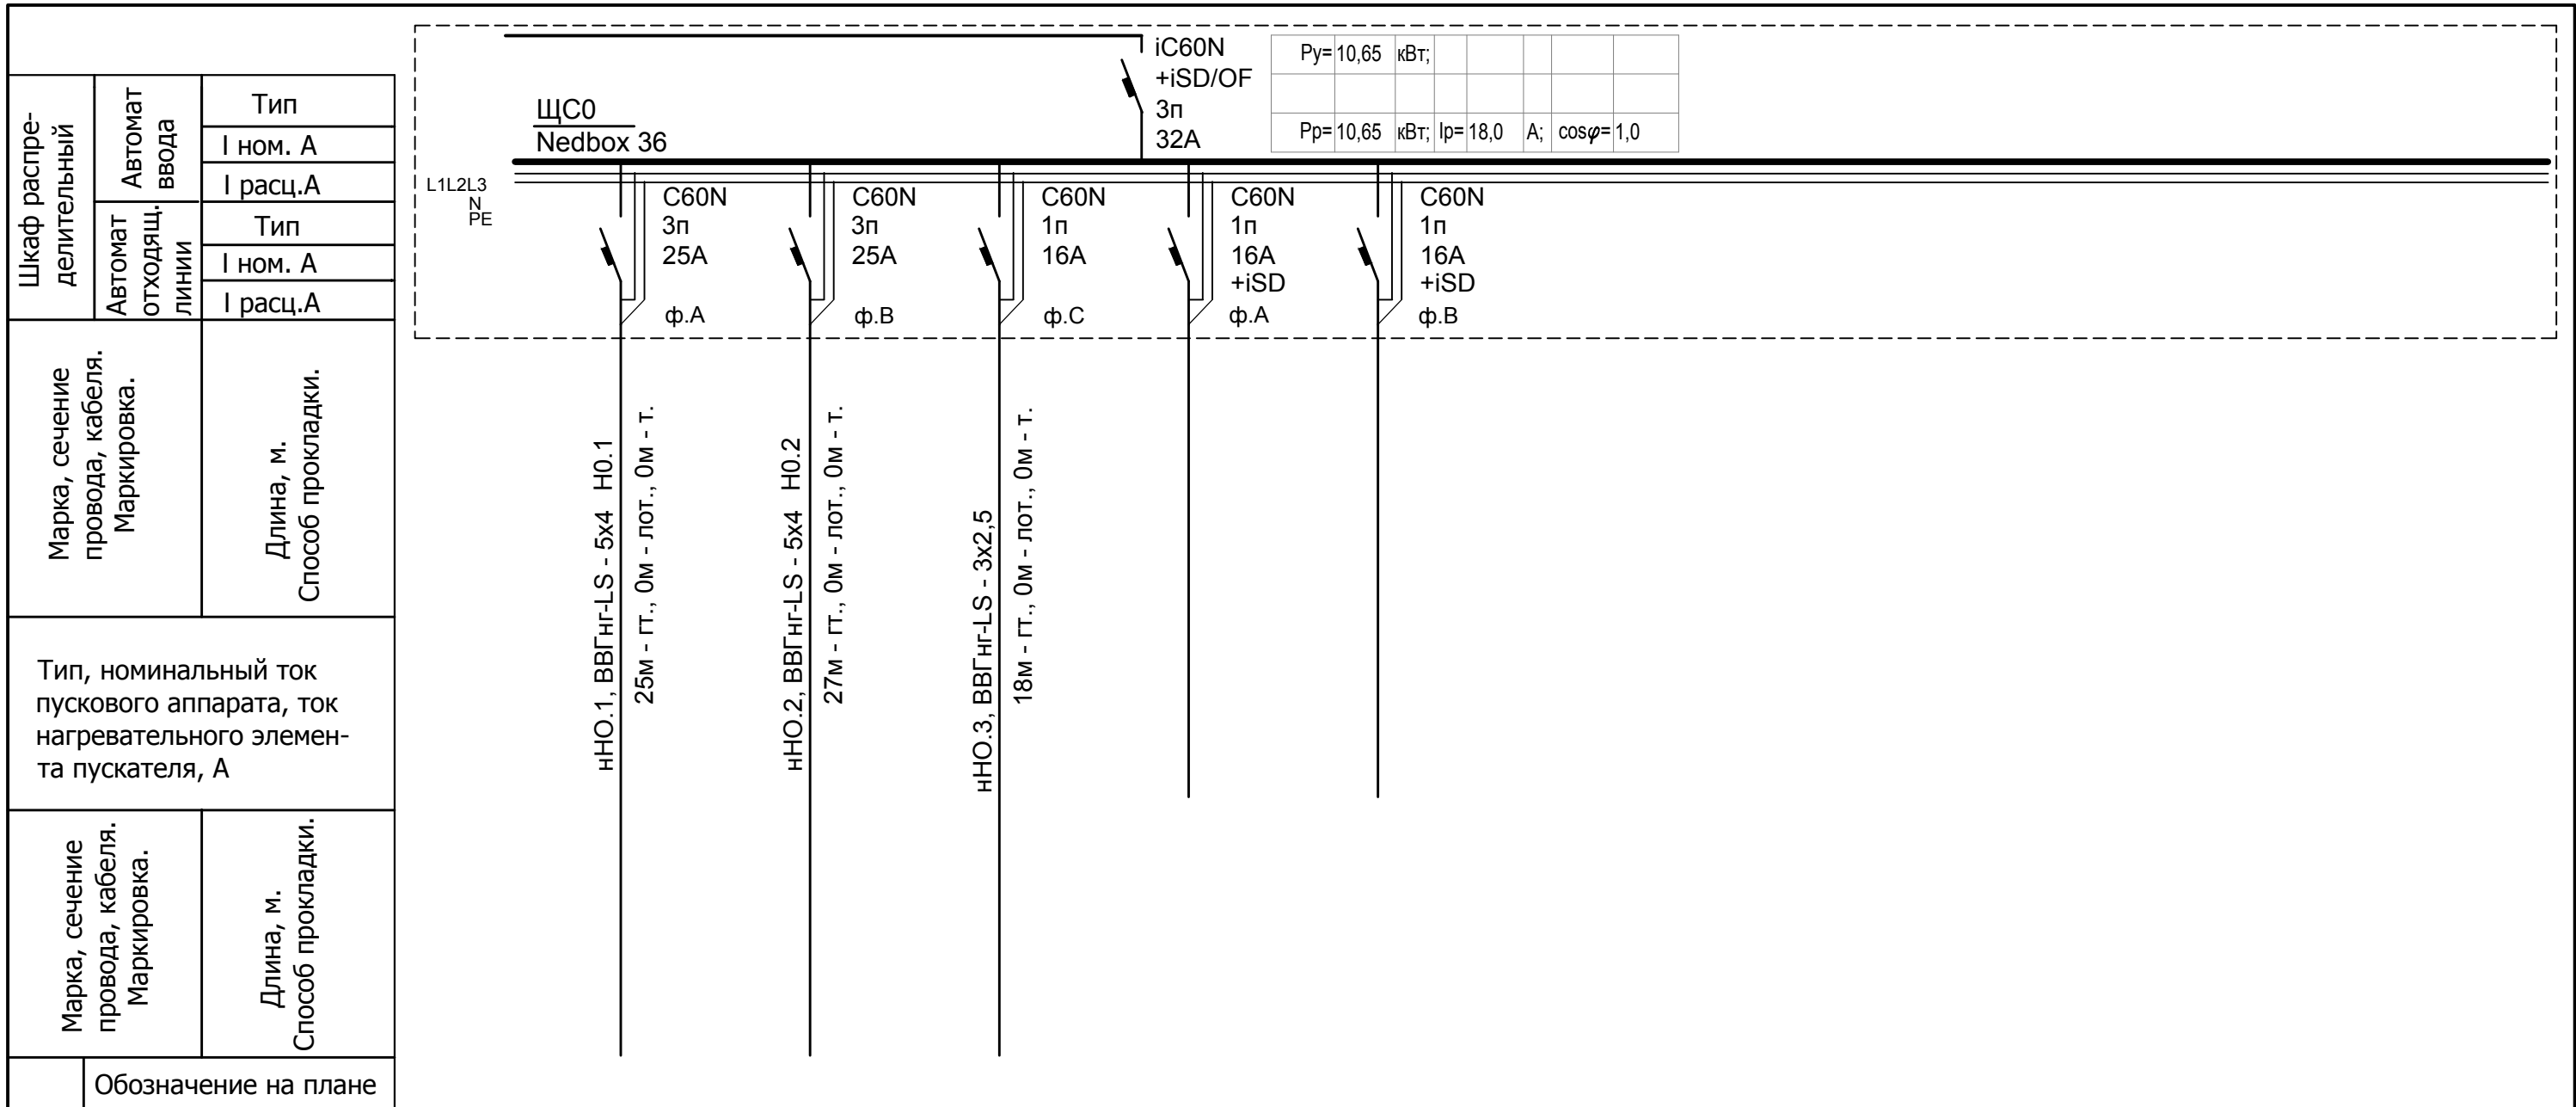 Шкаф распре-
делительный
Автомат
ввода
Тип
I ном. А
I расц.А
Автомат
отходящ.
линии
Тип
I ном. А
I расц.А
Марка, сечение
провода, кабеля.
Маркировка.
Длина, м.
Способ прокладки.
Тип, номинальный ток
пускового аппарата, ток
нагревательного элемен-
та пускателя, А
Марка, сечение
провода, кабеля.
Маркировка.
Длина, м.
Способ прокладки.
Обозначение на плане
ЩС0
Nedbox 36
iC60N
+iSD/OF
3п
32А
Ру= 10,65 кВт;
Рр= 10,65 кВт; Iр= 18,0 А; cosφ= 1,0
L1L2L3
N
PE
C60N
3п
25А
ф.А
C60N
3п
25А
ф.В
C60N
1п
16А
ф.С
C60N
1п
16А
+iSD
ф.А
C60N
1п
16А
+iSD
ф.В
нНО.1, ВВГнг-LS - 5х4 Н0.1
25м - гт., 0м - лот., 0м - т.
нНО.2, ВВГнг-LS - 5х4 Н0.2
27м - гт., 0м - лот., 0м - т.
нНО.3, ВВГнг-LS - 3х2,5
18м - гт., 0м - лот., 0м - т.